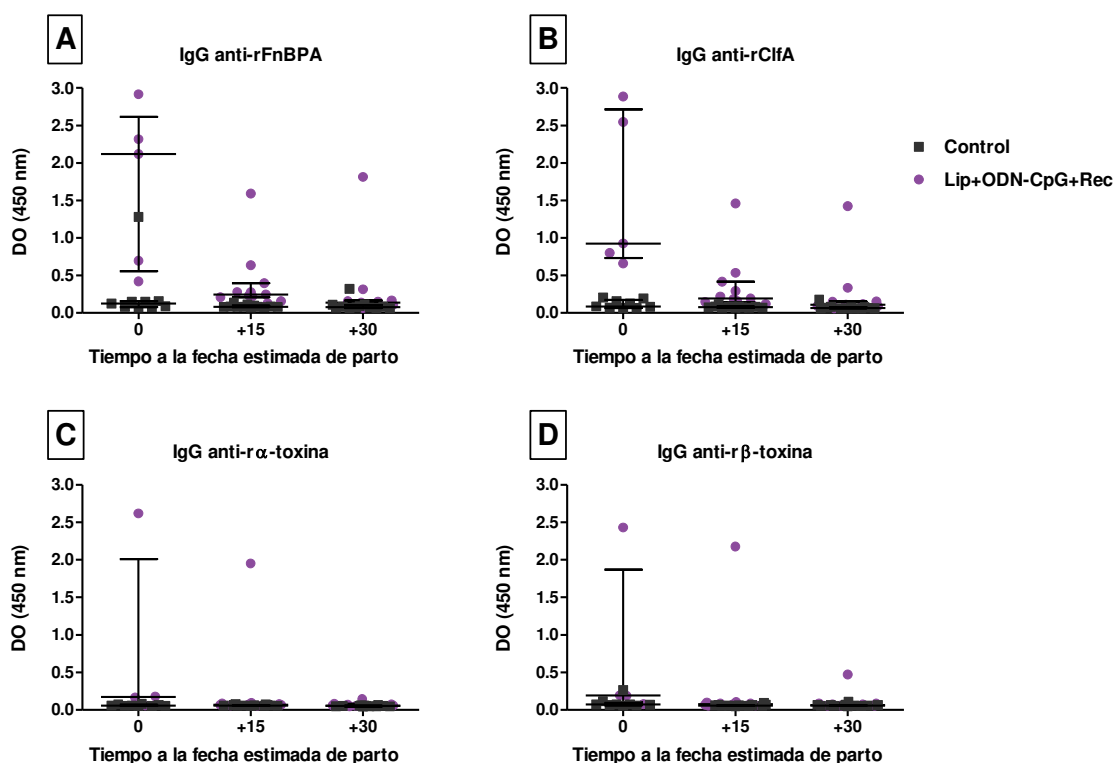 A
IgG anti-rFnBPA
DO (450 nm)
3.0
2.5
2.0
1.5
1.0
0.5
0.0
0 +15 +30
Tiempo a la fecha estimada de parto
B
IgG anti-rClfA
DO (450 nm)
3.0
2.5
2.0
1.5
1.0
0.5
0.0
0 +15 +30
Tiempo a la fecha estimada de parto
Control
Lip+ODN-CpG+Rec
C
IgG anti-rα-toxina
DO (450 nm)
3.0
2.5
2.0
1.5
1.0
0.5
0.0
0 +15 +30
Tiempo a la fecha estimada de parto
D
IgG anti-rβ-toxina
DO (450 nm)
3.0
2.5
2.0
1.5
1.0
0.5
0.0
0 +15 +30
Tiempo a la fecha estimada de parto